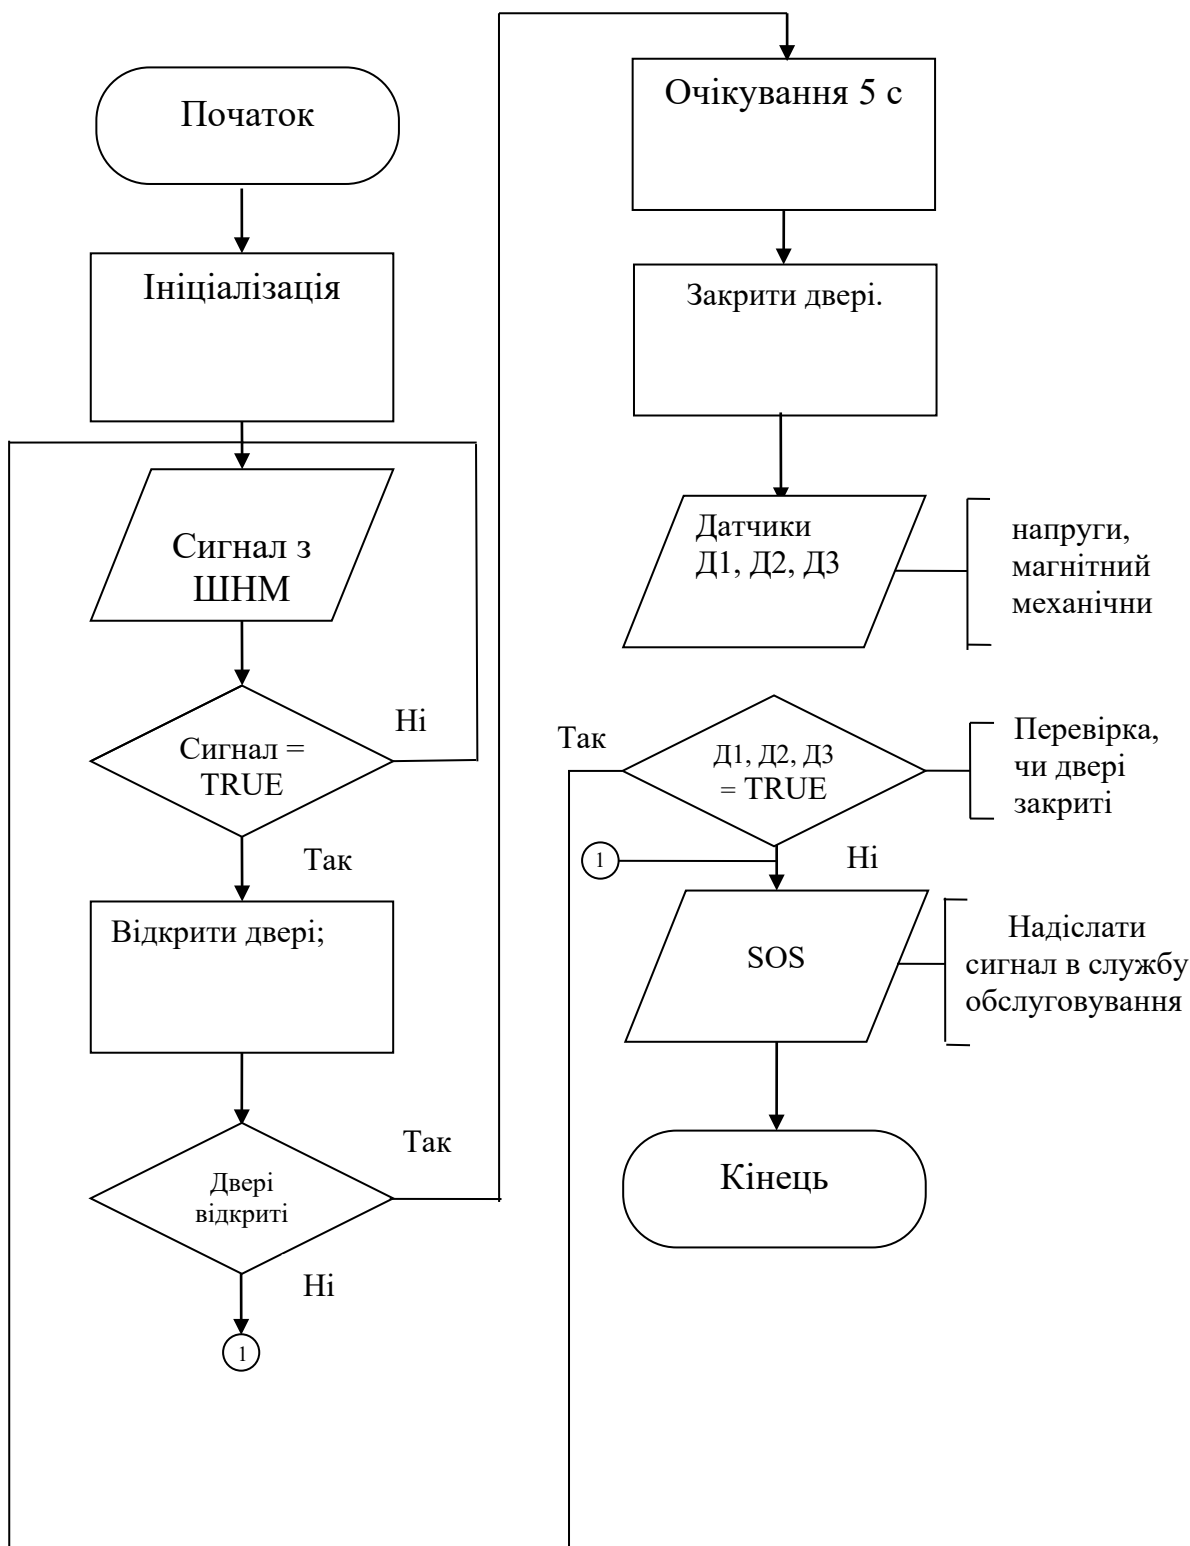 Початок
Ініціалізація
Сигнал з
ШНМ
Сигнал =
TRUE
Ні
Так
Відкрити двері;
Двері
відкриті
Так
Ні
1
Очікування 5 с
Закрити двері.
Датчики
Д1, Д2, Д3
напруги,
магнітний
механічни
Так
Д1, Д2, Д3
= TRUE
Перевірка,
чи двері
закриті
1
Ні
SOS
Надіслати
сигнал в службу
обслуговування
Кінець